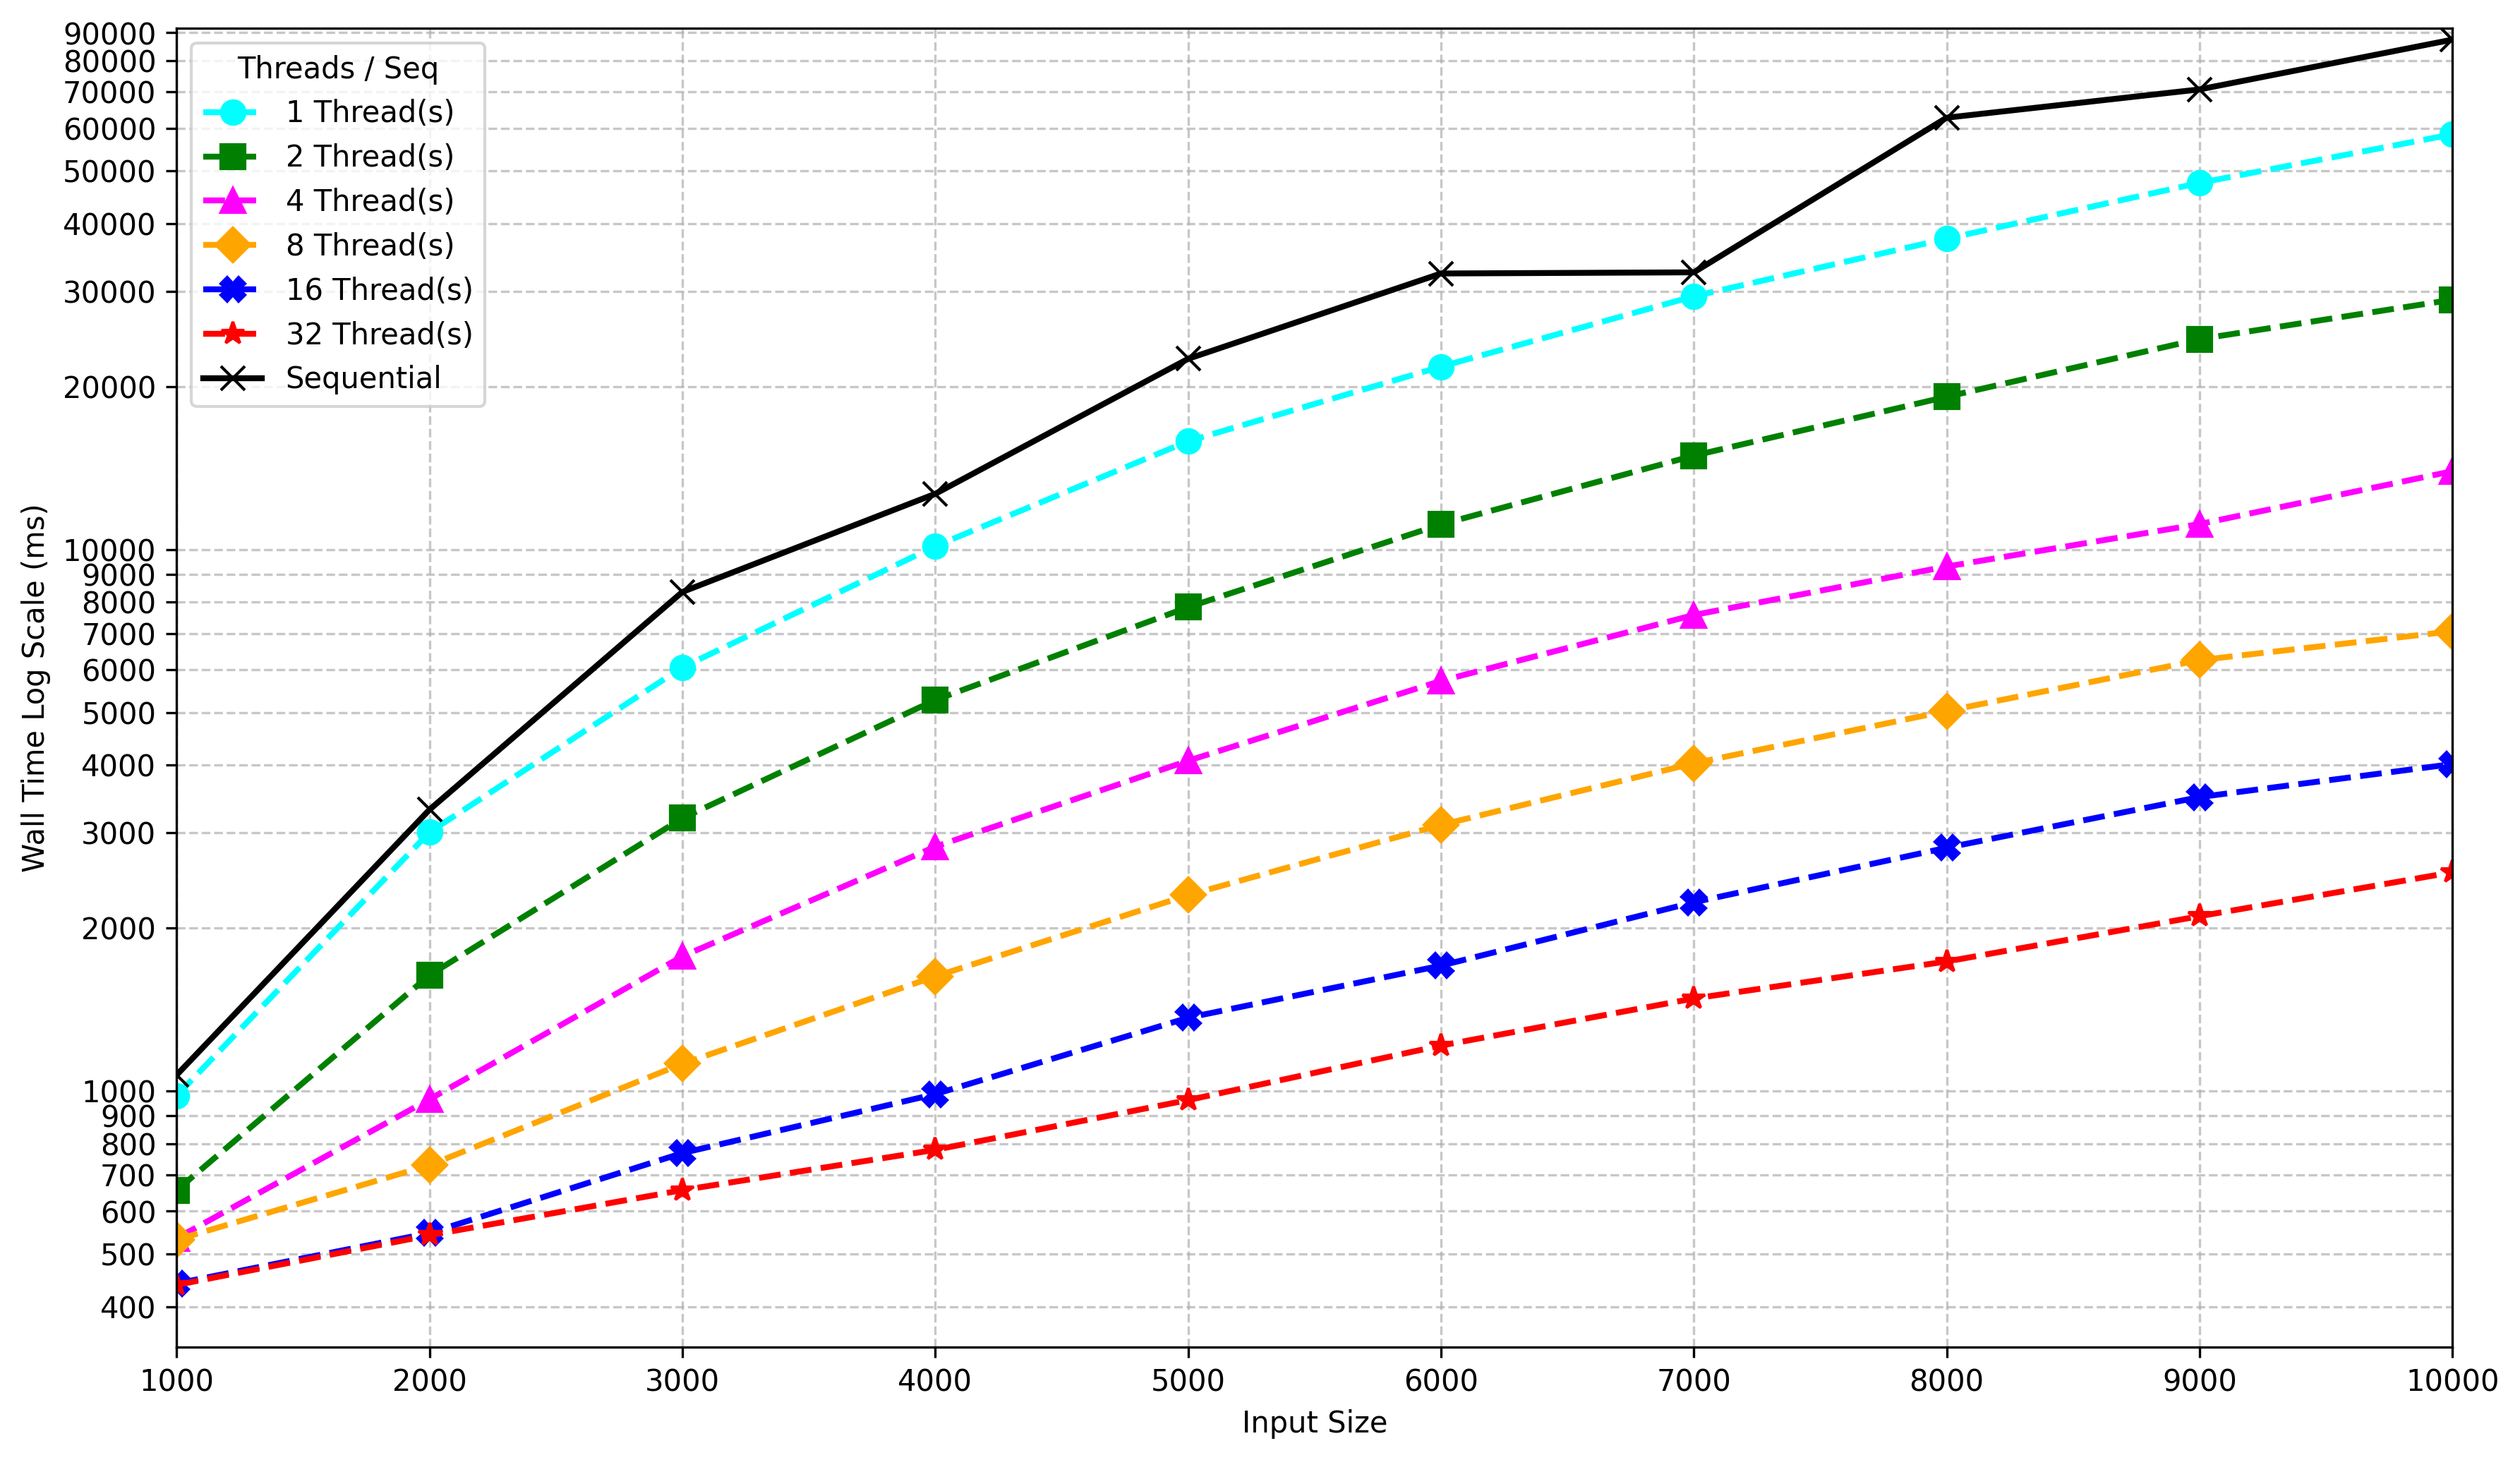 90000
80000
70000
60000
50000
40000
30000
20000
10000
9000
8000
7000
6000
5000
4000
3000
2000
1000
900
800
700
600
500
400
Wall Time Log Scale (ms)
Threads / Seq
1 Thread(s)
2 Thread(s)
4 Thread(s)
8 Thread(s)
16 Thread(s)
32 Thread(s)
Sequential
1000 2000 3000 4000 5000 6000 7000 8000 9000 10000
Input Size